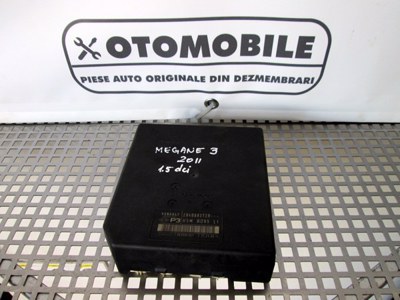 OTOMOBILE
PIESE AUTO ORIGINALE DIN DEZMEMBRARI
MEGANE 3
2011
1.5 dci